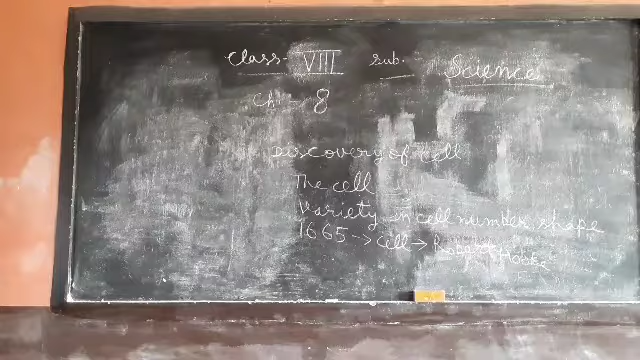 Class- VIII sub. Science
Ch:- 8
Discovery of cell
The cell
Variety in cell number, shape
1665 → cell → Robert Hooke